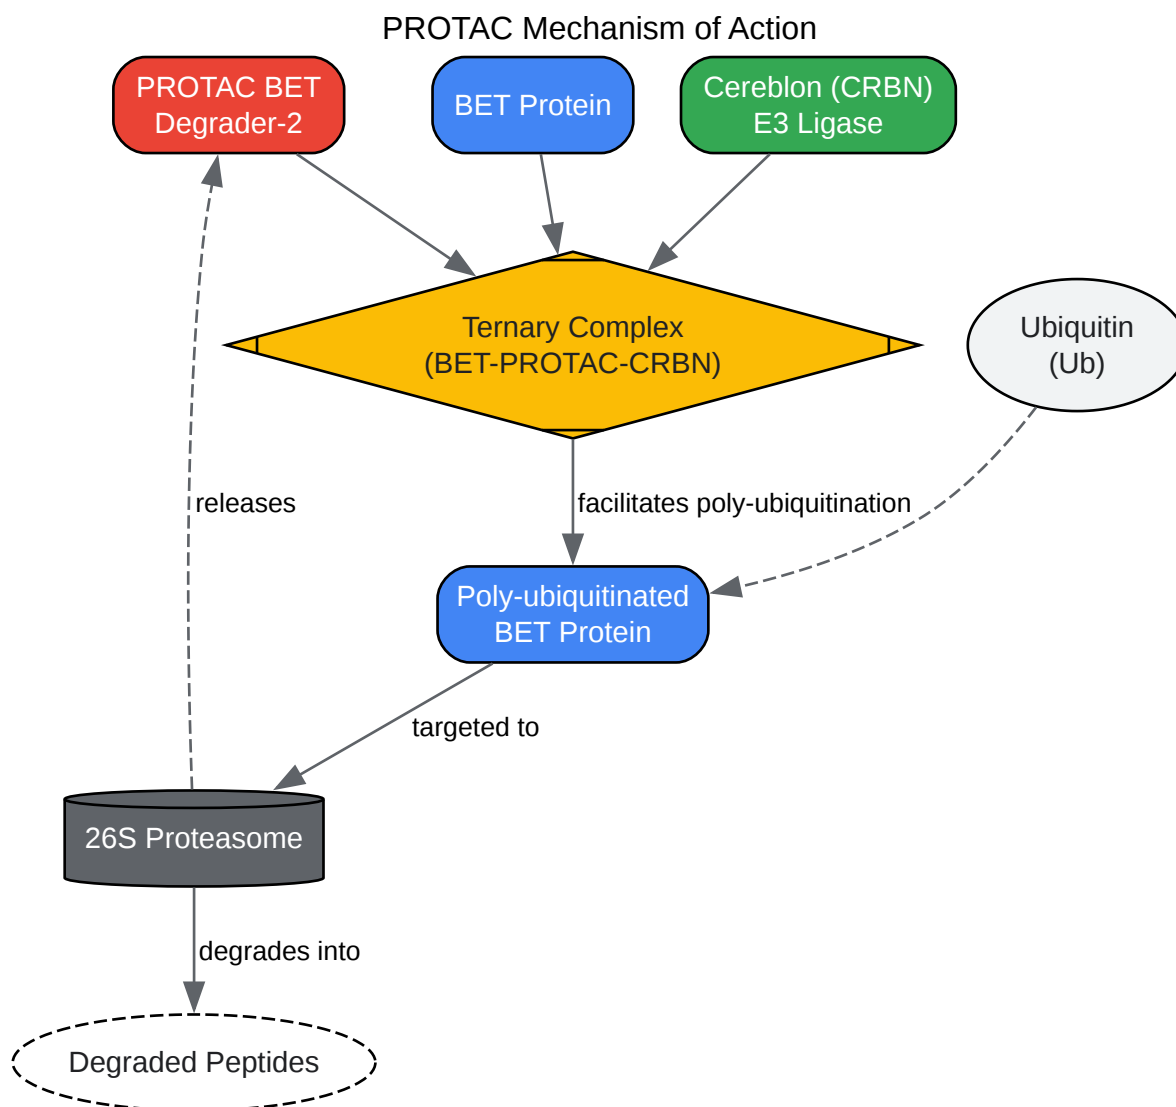 PROTAC Mechanism of Action
PROTAC BET
Degrader-2
BET Protein
Cereblon (CRBN)
E3 Ligase
Ternary Complex
(BET-PROTAC-CRBN)
Ubiquitin
(Ub)
releases
facilitates poly-ubiquitination
Poly-ubiquitinated
BET Protein
targeted to
26S Proteasome
degrades into
Degraded Peptides